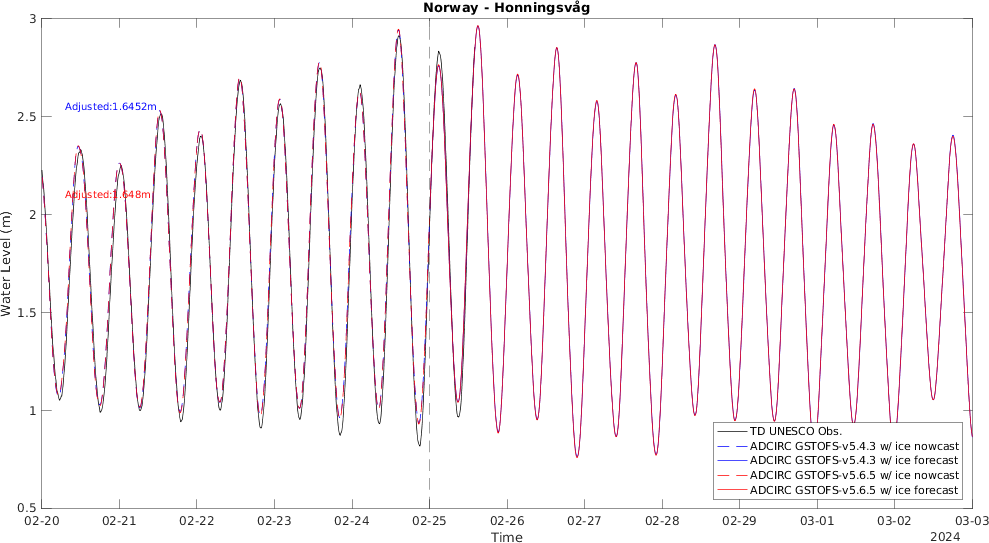 Norway - Honningsvåg
3
2.5
2
1.5
1
0.5
Water Level (m)
Adjusted:1.6452m
Adjusted:1.648m
TD UNESCO Obs.
ADCIRC GSTOFS-v5.4.3 w/ ice nowcast
ADCIRC GSTOFS-v5.4.3 w/ ice forecast
ADCIRC GSTOFS-v5.6.5 w/ ice nowcast
ADCIRC GSTOFS-v5.6.5 w/ ice forecast
02-20 02-21 02-22 02-23 02-24 02-25 02-26 02-27 02-28 02-29 03-01 03-02 03-03
Time
2024